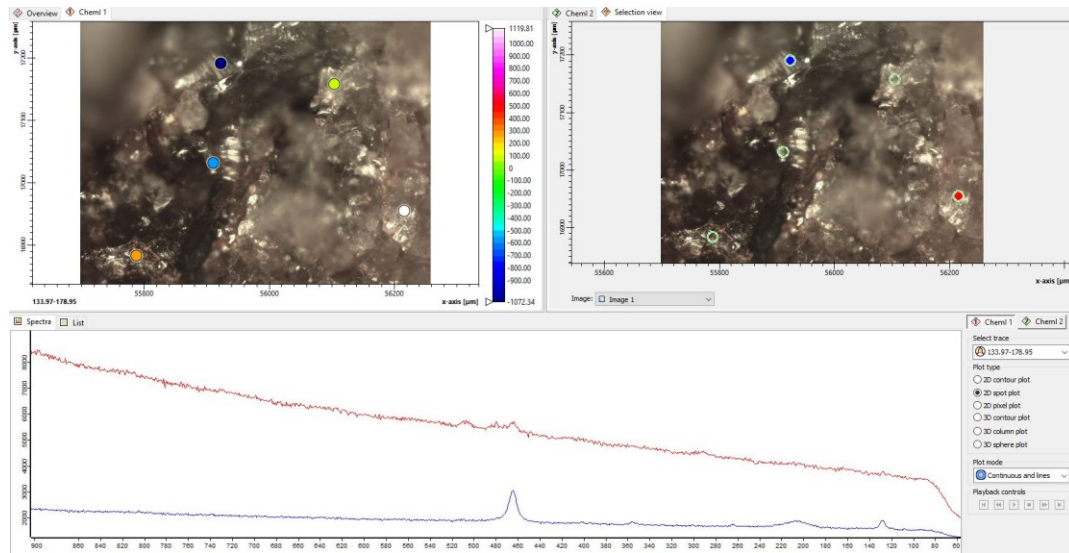 Overview Cheml 1
y-axis [μm]
17200
17100
17000
16900
133.97-178.95
55800
56000
56200
x-axis [μm]
1119.81
1000.00
900.00
800.00
700.00
600.00
500.00
400.00
300.00
200.00
100.00
0
-100.00
-200.00
-300.00
-400.00
-500.00
-600.00
-700.00
-800.00
-900.00
-1072.34
Cheml 2 Selection view
y-axis [μm]
17200
17100
17000
16900
55600
55800
56000
56200
x-axis [μm]
Image: Image 1
Spectra List
8000
7000
6000
5000
4000
3000
2000
900 880 860 840 820 800 780 760 740 720 700 680 660 640 620 600 580 560 540 520 500 480 460 440 420 400 380 360 340 320 300 280 260 240 220 200 180 160 140 120 100 80 60
Cheml 1 Cheml 2
Select trace
133.97-178.95
Plot type
2D contour plot
2D spot plot
2D pixel plot
3D contour plot
3D column plot
3D sphere plot
Plot mode
Continuous and lines
Playback controls